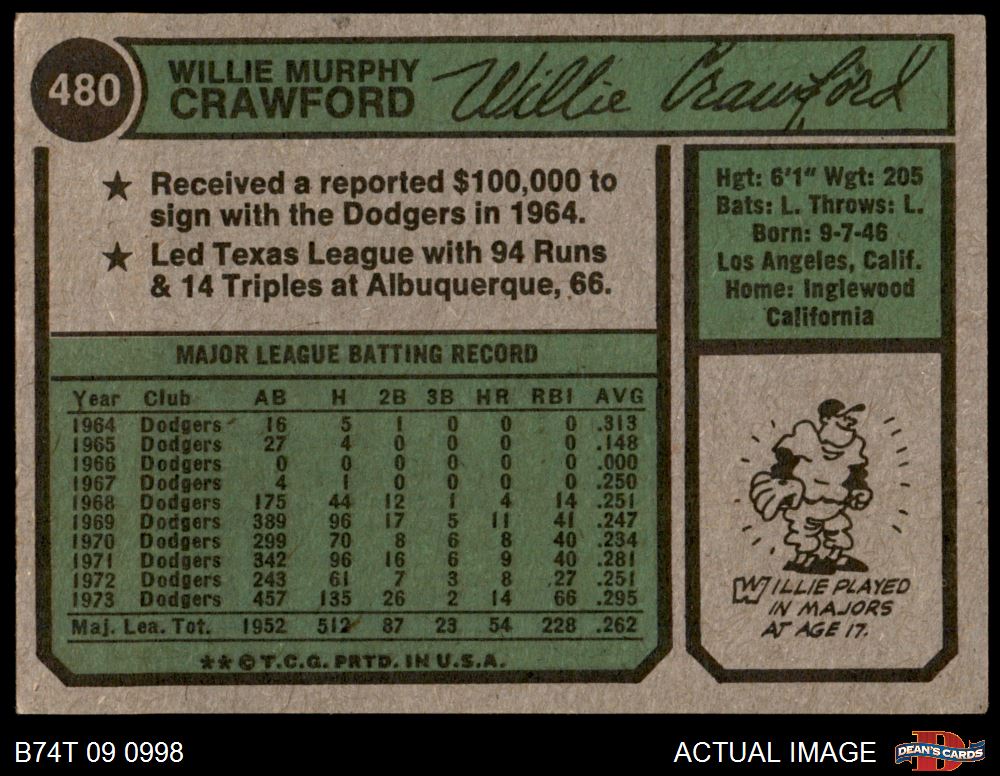 480
WILLIE MURPHY
CRAWFORD
Willie Crawford
★ Received a reported $100,000 to
sign with the Dodgers in 1964.
★ Led Texas League with 94 Runs
& 14 Triples at Albuquerque, 66.
MAJOR LEAGUE BATTING RECORD
Year Club AB H 2B 3B HR RBI AVG
1964 Dodgers 16 5 1 0 0 0 .313
1965 Dodgers 27 4 0 0 0 0 .148
1966 Dodgers 0 0 0 0 0 0 .000
1967 Dodgers 4 1 0 0 0 0 .250
1968 Dodgers 175 44 12 1 4 14 .251
1969 Dodgers 389 96 17 5 11 41 .247
1970 Dodgers 299 70 8 6 8 40 .234
1971 Dodgers 342 96 16 6 9 40 .281
1972 Dodgers 243 61 7 3 8 27 .251
1973 Dodgers 457 135 26 2 14 66 .295
Maj. Lea. Tot. 1952 512 87 23 54 228 .262
★★ © T.C.G. PRTD. IN U.S.A.
Hgt: 6'1" Wgt: 205
Bats: L. Throws: L.
Born: 9-7-46
Los Angeles, Calif.
Home: Inglewood
California
WILLIE PLAYED
IN MAJORS
AT AGE 17.
B74T 09 0998
ACTUAL IMAGE
DEAN'S CARDS